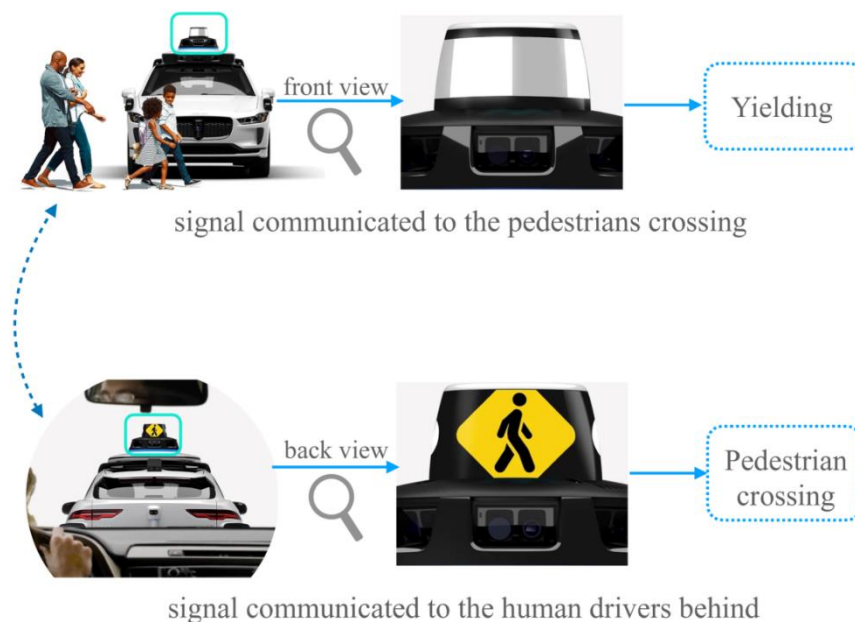 front view
Yielding
signal communicated to the pedestrians crossing
back view
Pedestrian
crossing
signal communicated to the human drivers behind